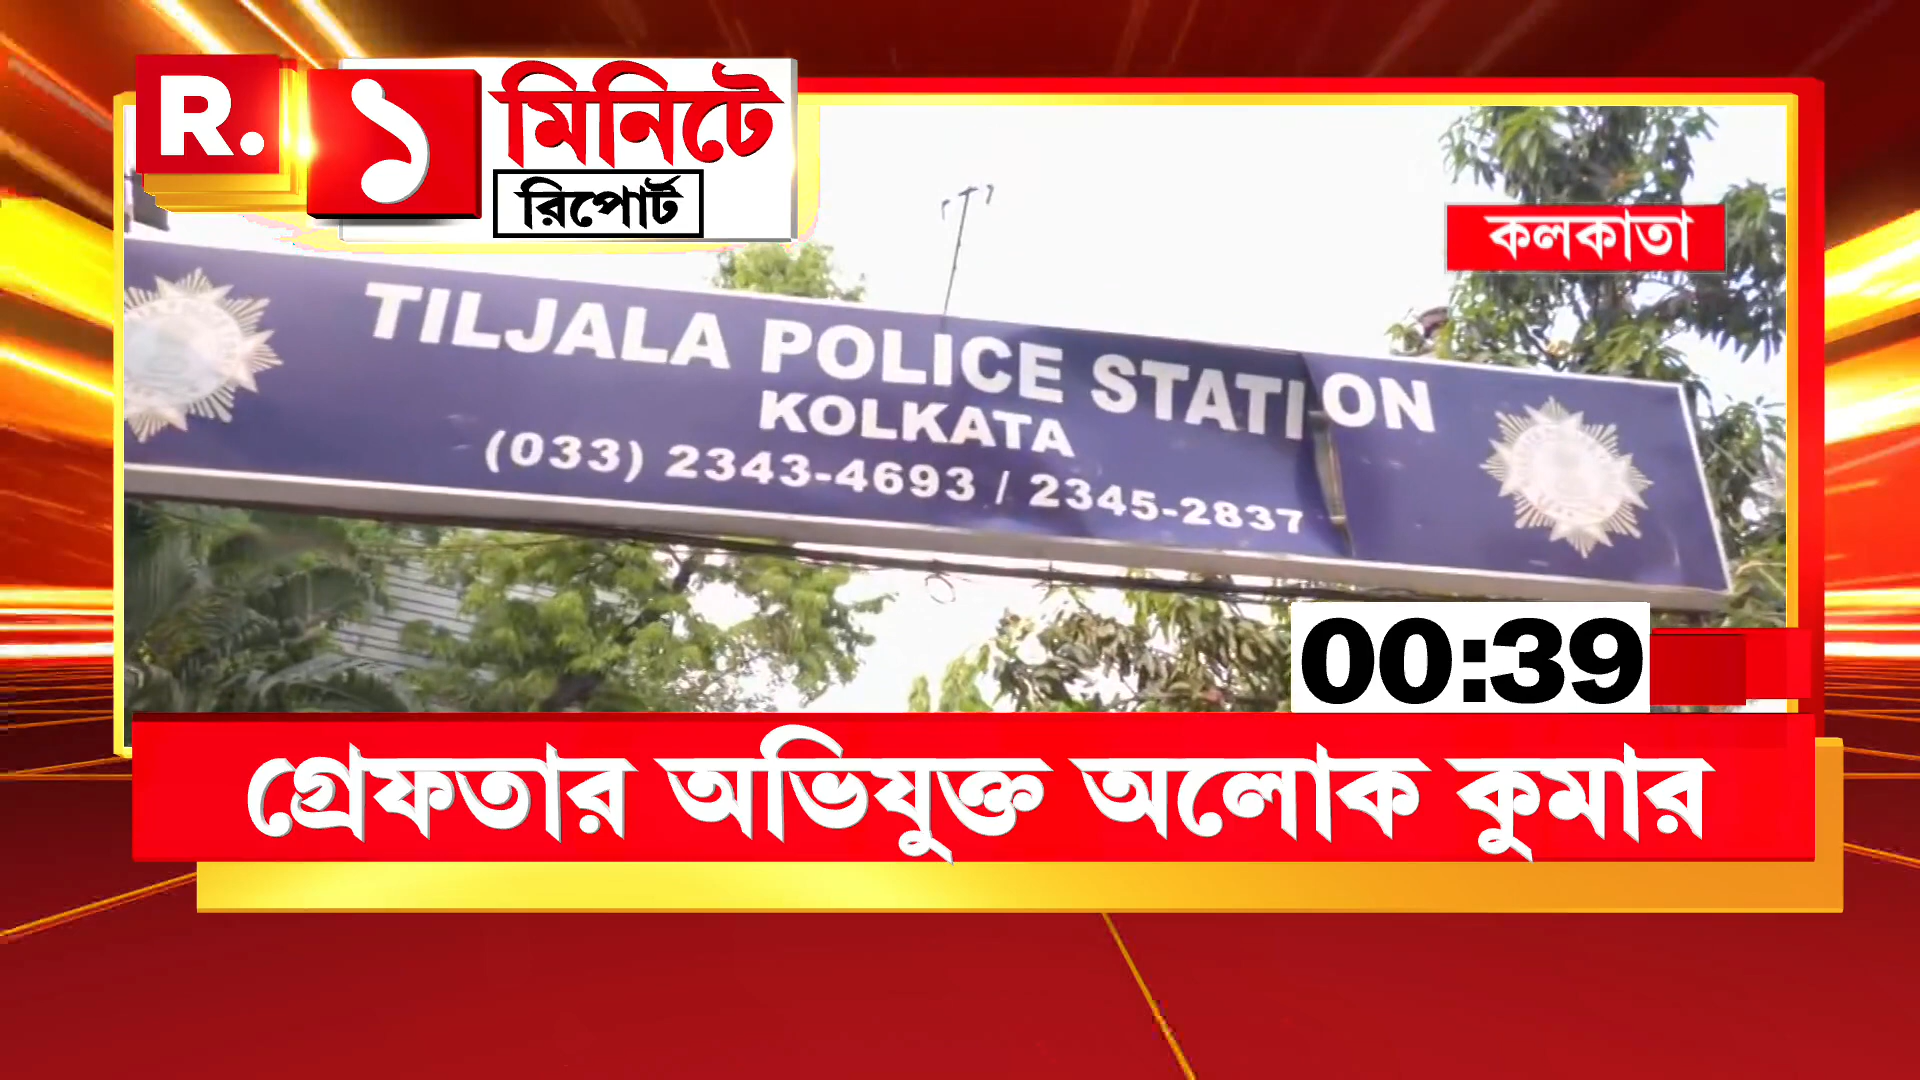 R.
১ মিনিটে
রিপোর্ট
কলকাতা
TILJALA POLICE STATION
KOLKATA
(033) 2343-4693 / 2345-2837
00:39
গ্রেফতার অভিযুক্ত অলোক কুমার